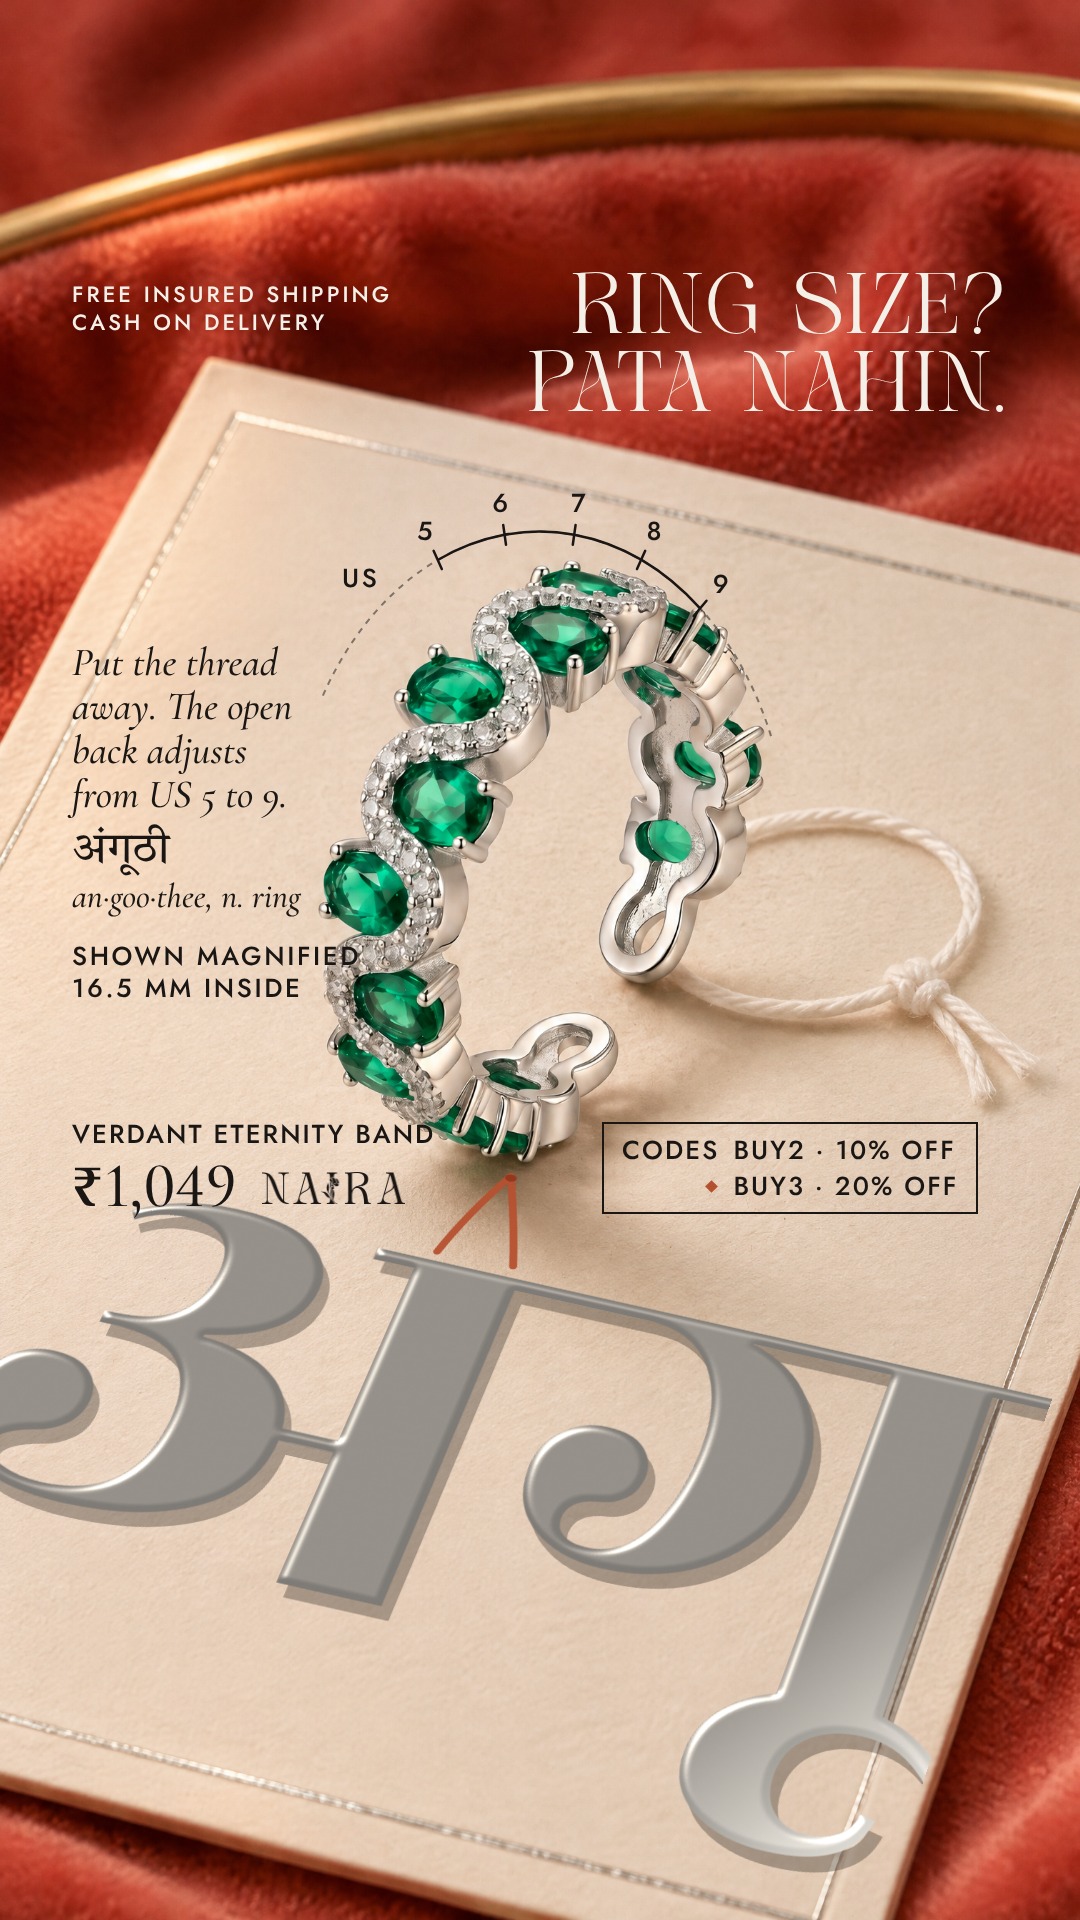 FREE INSURED SHIPPING
CASH ON DELIVERY
RING SIZE?
PATA NAHIN.
5 6 7 8 9
US
Put the thread
away. The open
back adjusts
from US 5 to 9.
अंगूठी
an·goo·thee, n. ring
SHOWN MAGNIFIED
16.5 MM INSIDE
VERDANT ETERNITY BAND
₹1,049 NAIRA
CODES BUY2 · 10% OFF
BUY3 · 20% OFF
अगू